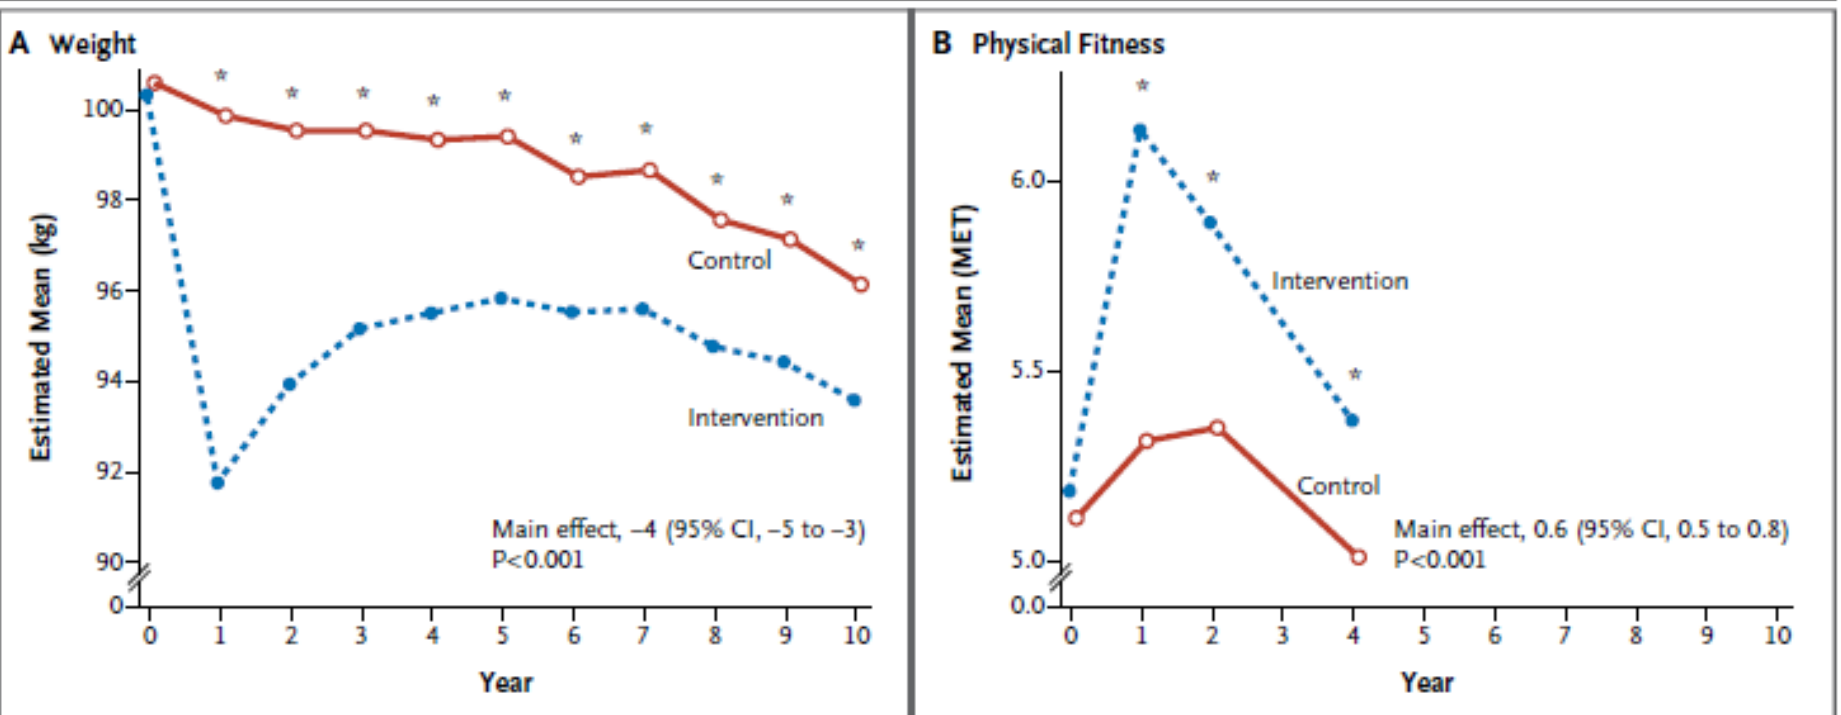 A Weight
*
*
*
*
*
*
*
*
*
*
100
98
96
94
92
90
0
Estimated Mean (kg)
Control
Intervention
Main effect, –4 (95% CI, –5 to –3)
P<0.001
0 1 2 3 4 5 6 7 8 9 10
Year
B Physical Fitness
*
*
*
6.0
5.5
5.0
0.0
Estimated Mean (MET)
Intervention
Control
Main effect, 0.6 (95% CI, 0.5 to 0.8)
P<0.001
0 1 2 3 4 5 6 7 8 9 10
Year